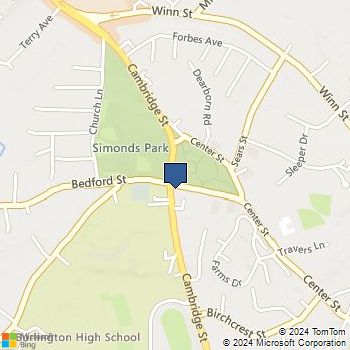 Winn St
Terry Ave
Forbes Ave
Cambridge St
Dearborn Rd
Winn St
Church Ln
Simonds Park
Center St
Sears St
Sleeper Dr
Bedford St
Center St
Travers Ln
Farms Dr
Center St
Cambridge St
Birchcrest St
Burlington High School
Bing
© 2024 TomTom
© 2024 Microsoft Corporation